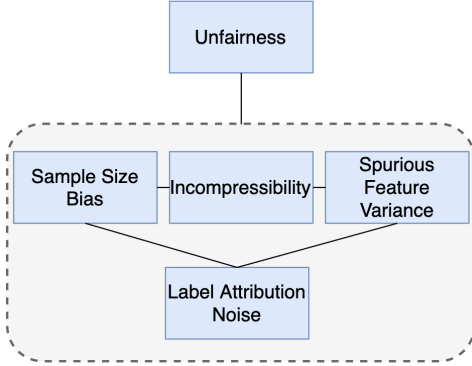 Unfairness
Sample Size
Bias
Incompressibility
Spurious
Feature
Variance
Label Attribution
Noise